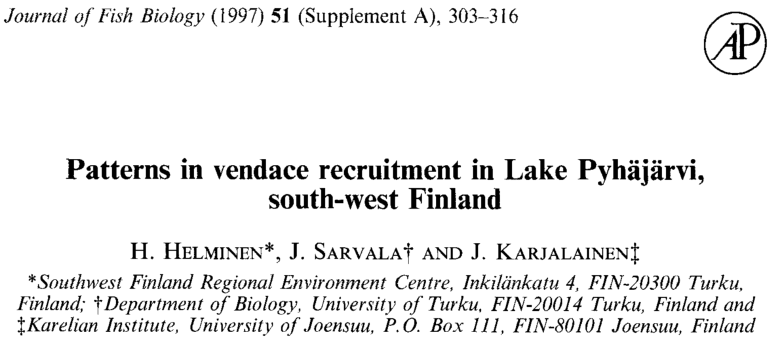 Journal of Fish Biology (1997) 51 (Supplement A), 303–316
AP
Patterns in vendace recruitment in Lake Pyhäjärvi,
south-west Finland
H. HELMINEN*, J. SARVALA† AND J. KARJALAINEN‡
*Southwest Finland Regional Environment Centre, Inkilänkatu 4, FIN-20300 Turku,
Finland; †Department of Biology, University of Turku, FIN-20014 Turku, Finland and
‡Karelian Institute, University of Joensuu, P.O. Box 111, FIN-80101 Joensuu, Finland